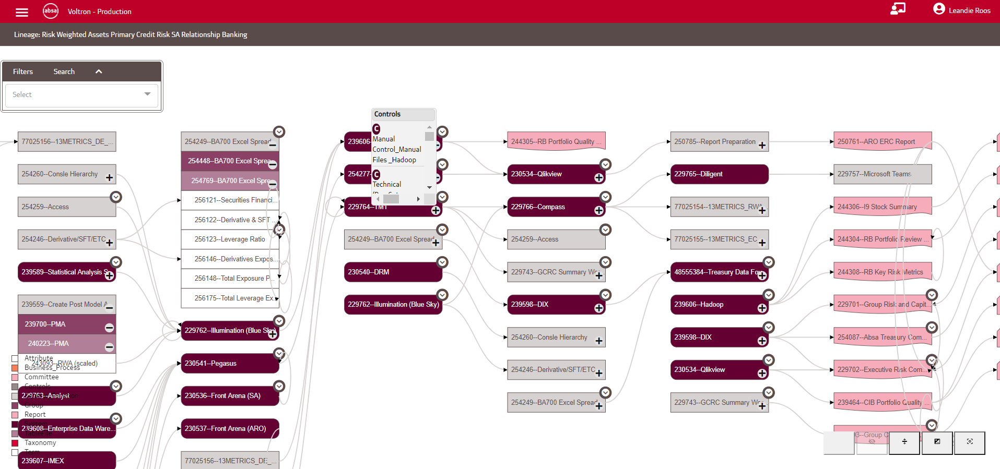 absa
Voltron - Production
Leandie Roos
Lineage: Risk Weighted Assets Primary Credit Risk SA Relationship Banking
Filters
Search
Select
77025156--13METRICS_DE_...
254260--Consle Hierarchy
254259--Access
254246--Derivative/SFT/ETC
239589--Statistical Analysis S
239559--Create Post Model A
239700--PMA
240223--PMA
243093--RWA (scaled)
229763--Analyst
239608--Enterprise Data Ware...
239607--IMEX
Attribute
Business_Process
Committee
Controls
Group
Report
System
TableFile
Taxonomy
Term
254249--BA700 Excel Spread
254448--BA700 Excel Sprea
254769--BA700 Excel Spre
256121--Securities Financi...
256122--Derivative & SFT ...
256123--Leverage Ratio
256146--Derivatives Expos...
256148--Total Exposure P...
256175--Total Leverage Ex...
229762--Illumination (Blue Sky)
230541--Pegasus
230536--Front Arena (SA)
230537--Front Arena (ARO)
77025156--13METRICS_DE_...
Controls
C
Manual
Control_Manual
Files _Hadoop
C
Technical
239606-
254277-
229764--TM1
254249--BA700 Excel Spread
230540--DRM
229762--Illumination (Blue Sky)
244305--RB Portfolio Quality ...
230534--Qlikview
229766--Compass
254259--Access
229743--GCRC Summary Wo...
239598--DIX
254260--Consle Hierarchy
254246--Derivative/SFT/ETC
254249--BA700 Excel Spread
250785--Report Preparation
229765--Diligent
77025154--13METRICS_RWA
77025155--13METRICS_EC
48555384--Treasury Data Fou
239606--Hadoop
239598--DIX
230534--Qlikview
229743--GCRC Summary Wo
250761--ARO ERC Report
229757--Microsoft Teams
244306--I9 Stock Summary
244304--RB Portfolio Review ...
244308--RB Key Risk Metrics
229701--Group Risk and Capit...
254087--Absa Treasury Com...
229702--Executive Risk Com...
239464--CIB Portfolio Quality ...
--Group